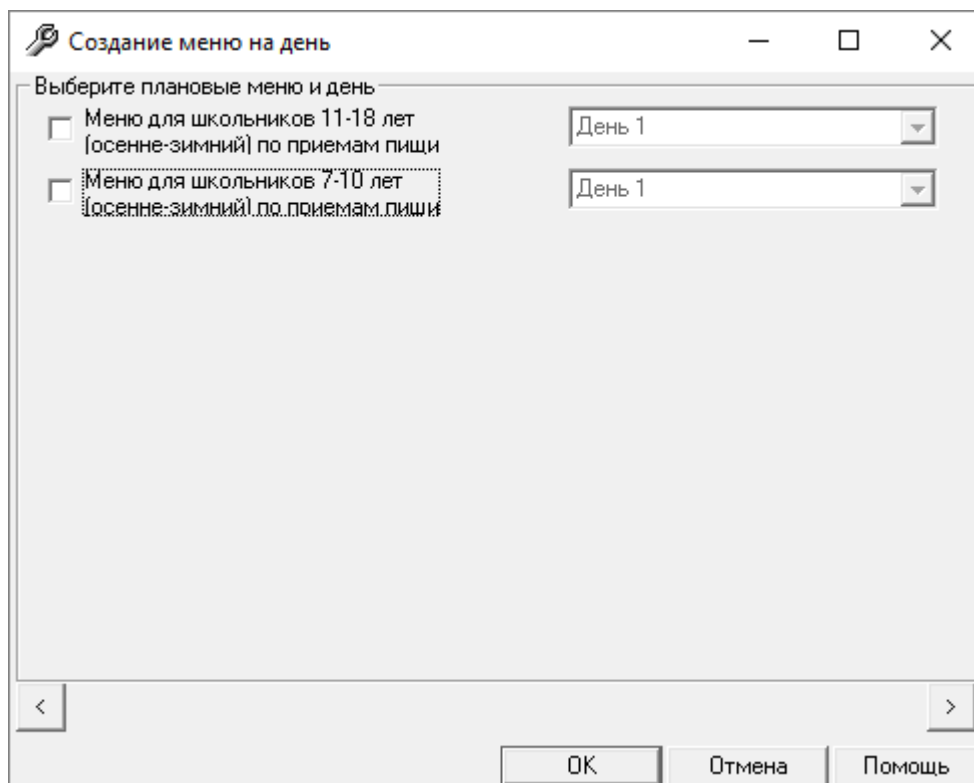 Создание меню на день
Выберите плановые меню и день
Меню для школьников 11-18 лет
(осенне-зимний) по приемам пищи
День 1
Меню для школьников 7-10 лет
(осенне-зимний) по приемам пищи
День 1
<
>
OK
Отмена
Помощь